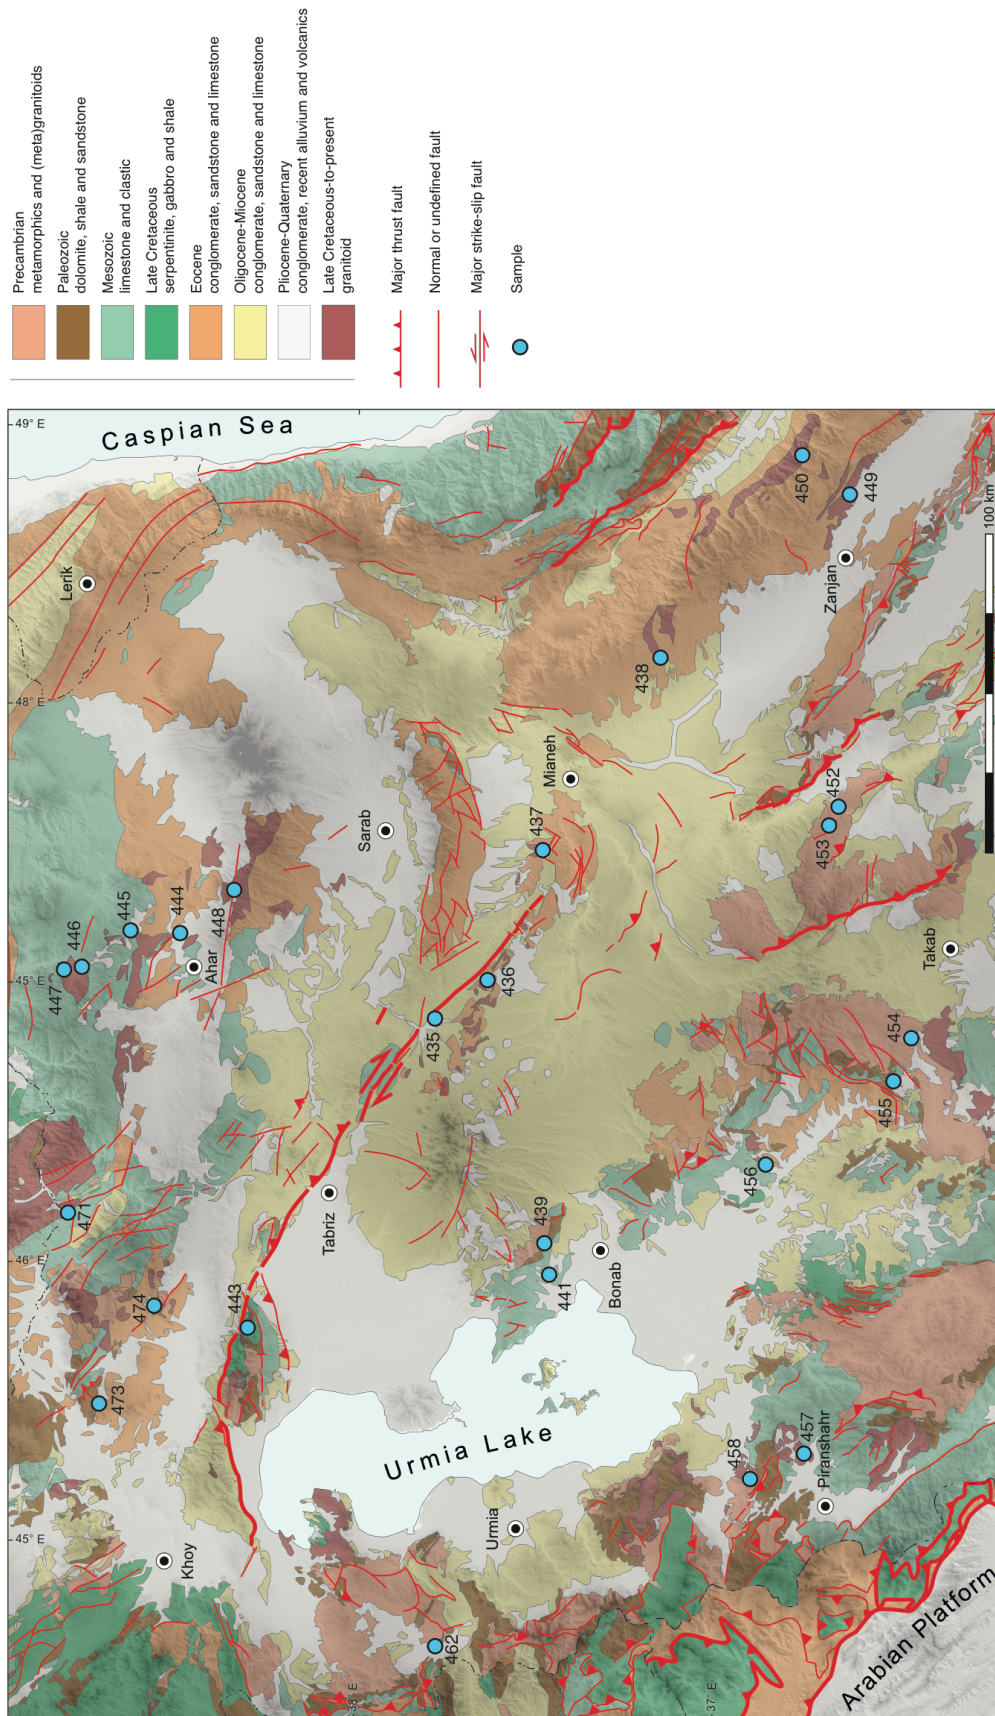 Precambrian
metamorphics and (meta)granitoids
Paleozoic
dolomite, shale and sandstone
Mesozoic
limestone and clastic
Late Cretaceous
serpentinite, gabbro and shale
Eocene
conglomerate, sandstone and limestone
Oligocene-Miocene
conglomerate, sandstone and limestone
Pliocene-Quaternary
conglomerate, recent alluvium and volcanics
Late Cretaceous-to-present
granitoid
Major thrust fault
Normal or undefined fault
Major strike-slip fault
Sample
45° E
46° E
45° E
48° E
49° E
38° E
37° E
Caspian Sea
Lerik
Khoy
473
474
471
447
446
445
444
Ahar
448
443
Tabriz
Sarab
462
Urmia
Urmia Lake
441
439
Bonab
435
436
437
Mianeh
438
458
457
Piranshahr
456
455
454
Takab
453
452
Zanjan
449
450
Arabian Platform
100 km